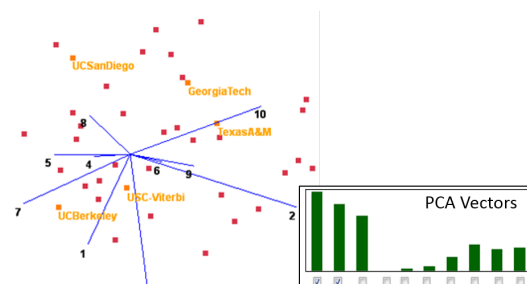 UCSanDiego
GeorgiaTech
10
8
TexasA&M
5
4
6
9
USC-Viterbi
7
UCBerkeley
2
PCA Vectors
1